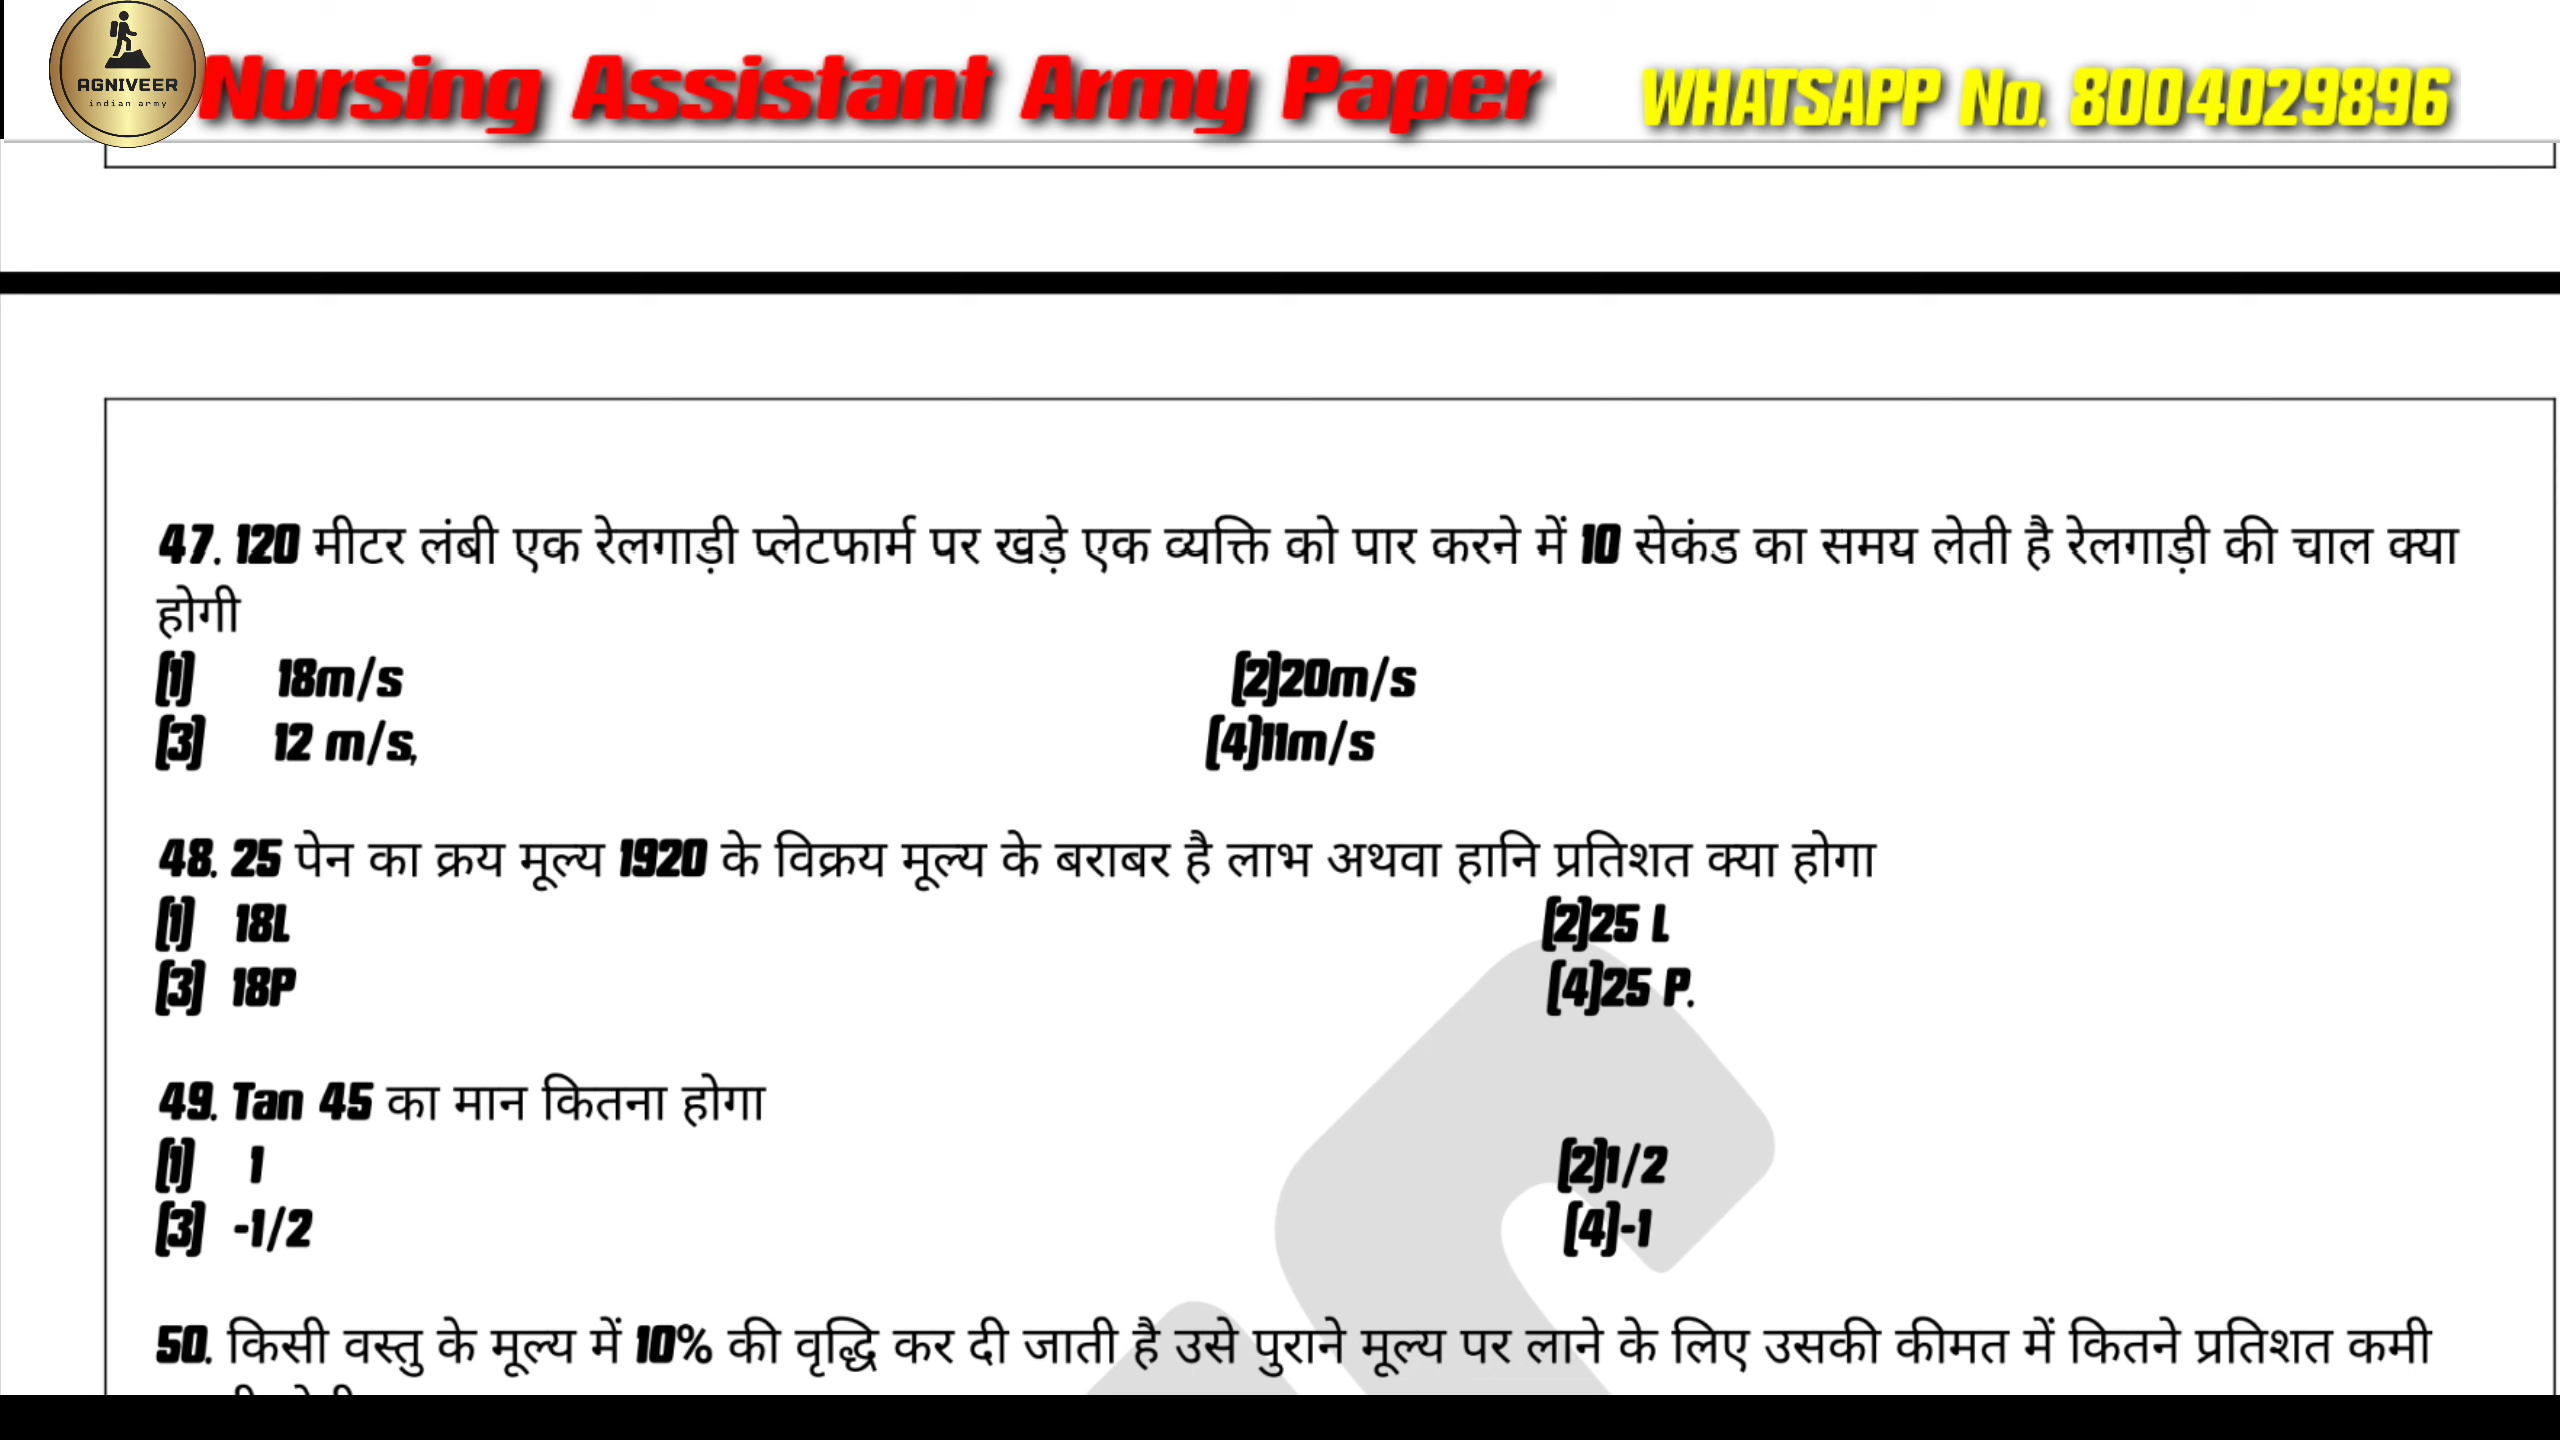 AGNIVEER
indian army
Nursing Assistant Army Paper
WHATSAPP No. 8004029896
47. 120 मीटर लंबी एक रेलगाड़ी प्लेटफार्म पर खड़े एक व्यक्ति को पार करने में 10 सेकंड का समय लेती है रेलगाड़ी की चाल क्या
होगी
(1) 18m/s (2)20m/s
(3) 12 m/s, (4)11m/s
48. 25 पेन का क्रय मूल्य 1920 के विक्रय मूल्य के बराबर है लाभ अथवा हानि प्रतिशत क्या होगा
(1) 18L (2)25 L
(3) 18P (4)25 P.
49. Tan 45 का मान कितना होगा
(1) 1 (2)1/2
(3) -1/2 (4)-1
50. किसी वस्तु के मूल्य में 10% की वृद्धि कर दी जाती है उसे पुराने मूल्य पर लाने के लिए उसकी कीमत में कितने प्रतिशत कमी